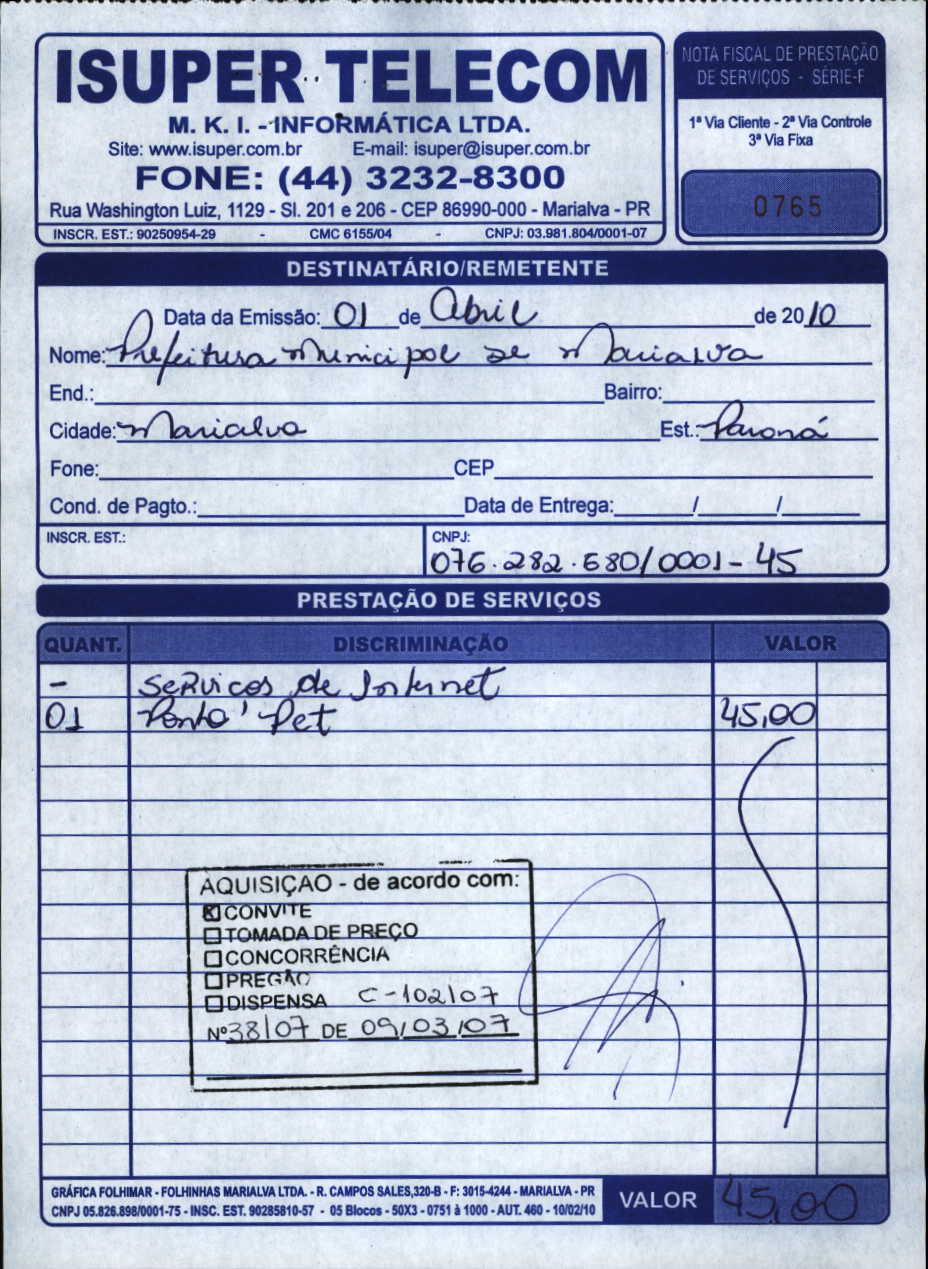 ISUPER TELECOM
M. K. I. - INFORMÁTICA LTDA.
Site: www.isuper.com.br E-mail: isuper@isuper.com.br
FONE: (44) 3232-8300
Rua Washington Luiz, 1129 - Sl. 201 e 206 - CEP 86990-000 - Marialva - PR
INSCR. EST.: 90250954-29 - CMC 6155/04 - CNPJ: 03.981.804/0001-07
NOTA FISCAL DE PRESTAÇÃO
DE SERVIÇOS - SÉRIE-F
1ª Via Cliente - 2ª Via Controle
3ª Via Fixa
0765
DESTINATÁRIO/REMETENTE
Data da Emissão: 01 de Abril de 2010
Nome: Prefeitura Municipal de Marialva
End.: Bairro:
Cidade: Marialva Est.: Paraná
Fone: CEP
Cond. de Pagto.: Data de Entrega: / /
INSCR. EST.: CNPJ:
076.282.680/0001-45
PRESTAÇÃO DE SERVIÇOS
QUANT. DISCRIMINAÇÃO VALOR
- Serviços de Internet
01 Ponto 45,00
AQUISIÇÃO - de acordo com:
CONVITE
TOMADA DE PREÇO
CONCORRÊNCIA
PREGÃO
DISPENSA C-102/07
Nº 38/07 DE 09/03/07
GRÁFICA FOLHIMAR - FOLHINHAS MARIALVA LTDA. - R. CAMPOS SALES,320-B - F: 3015-4244 - MARIALVA - PR
CNPJ 05.826.898/0001-75 - INSC. EST. 90285810-57 - 05 Blocos - 50X3 - 0751 à 1000 - AUT. 460 - 10/02/10
VALOR 45,00